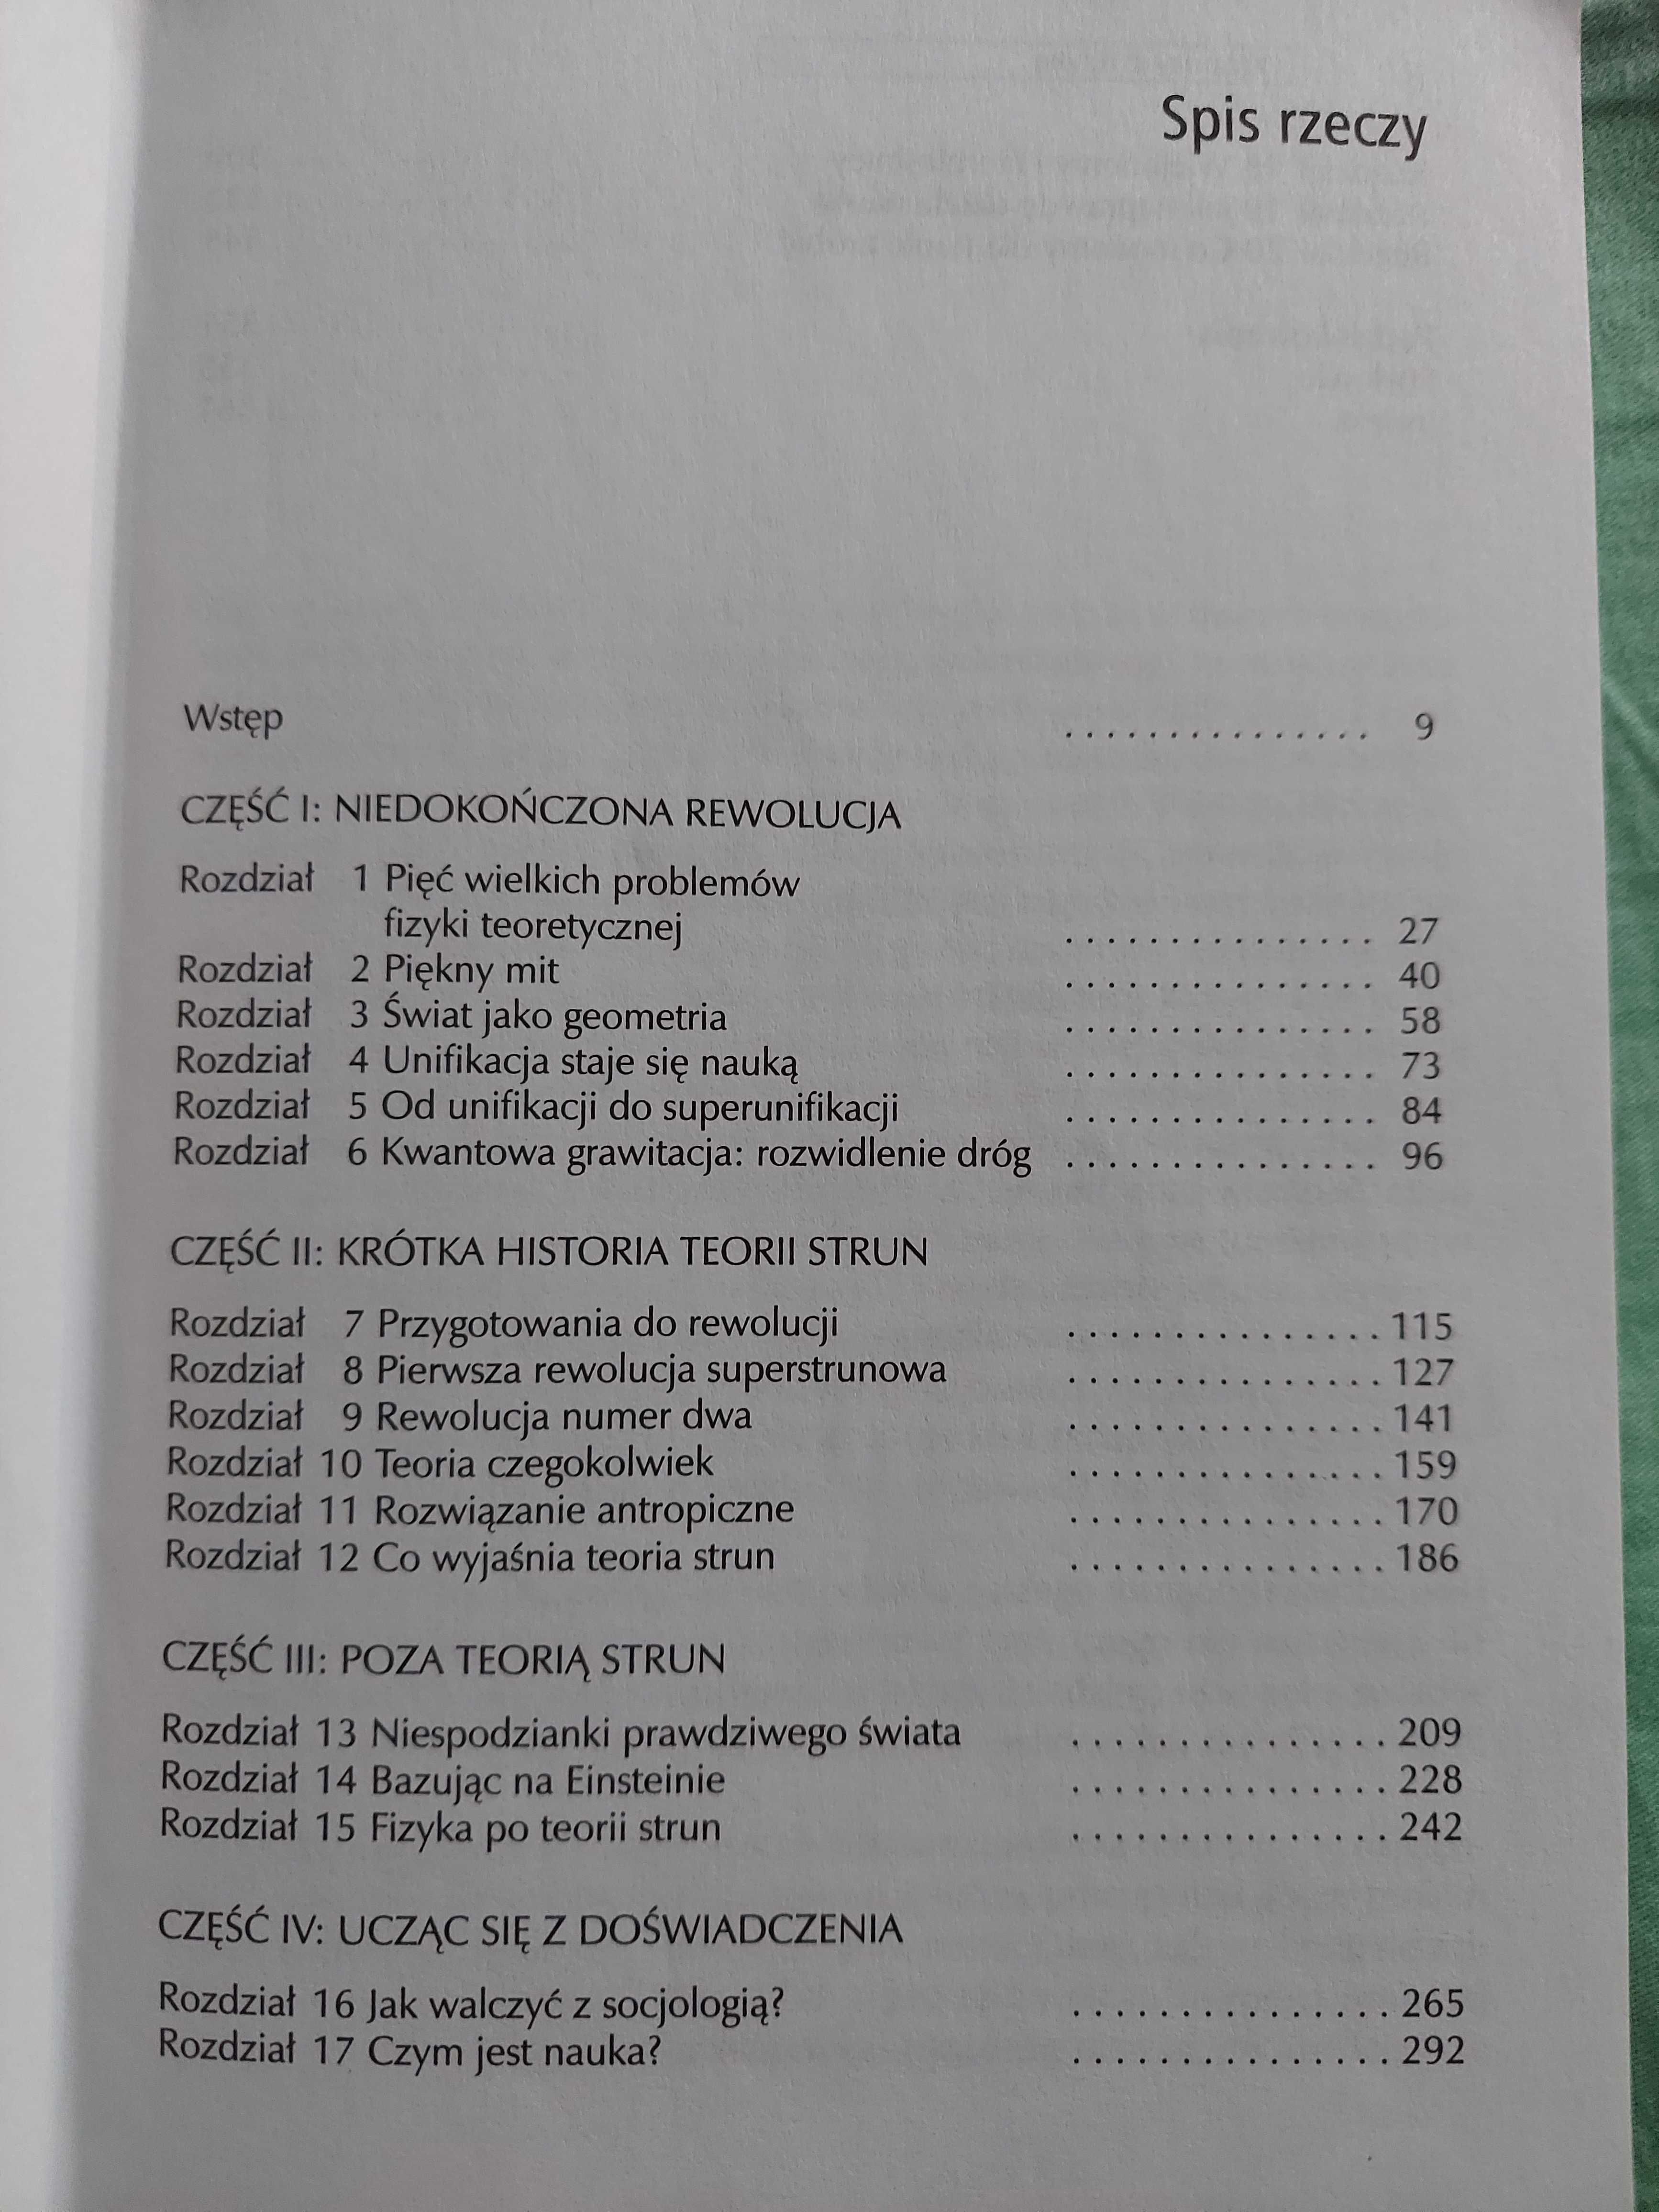 Spis rzeczy
Wstęp ............... 9
CZĘŚĆ I: NIEDOKOŃCZONA REWOLUCJA
Rozdział 1 Pięć wielkich problemów
fizyki teoretycznej ............... 27
Rozdział 2 Piękny mit ............... 40
Rozdział 3 Świat jako geometria ............... 58
Rozdział 4 Unifikacja staje się nauką ............... 73
Rozdział 5 Od unifikacji do superunifikacji ............... 84
Rozdział 6 Kwantowa grawitacja: rozwidlenie dróg ............... 96
CZĘŚĆ II: KRÓTKA HISTORIA TEORII STRUN
Rozdział 7 Przygotowania do rewolucji ............... 115
Rozdział 8 Pierwsza rewolucja superstrunowa ............... 127
Rozdział 9 Rewolucja numer dwa ............... 141
Rozdział 10 Teoria czegokolwiek ............... 159
Rozdział 11 Rozwiązanie antropiczne ............... 170
Rozdział 12 Co wyjaśnia teoria strun ............... 186
CZĘŚĆ III: POZA TEORIĄ STRUN
Rozdział 13 Niespodzianki prawdziwego świata ............... 209
Rozdział 14 Bazując na Einsteinie ............... 228
Rozdział 15 Fizyka po teorii strun ............... 242
CZĘŚĆ IV: UCZĄC SIĘ Z DOŚWIADCZENIA
Rozdział 16 Jak walczyć z socjologią? ............... 265
Rozdział 17 Czym jest nauka? ............... 292